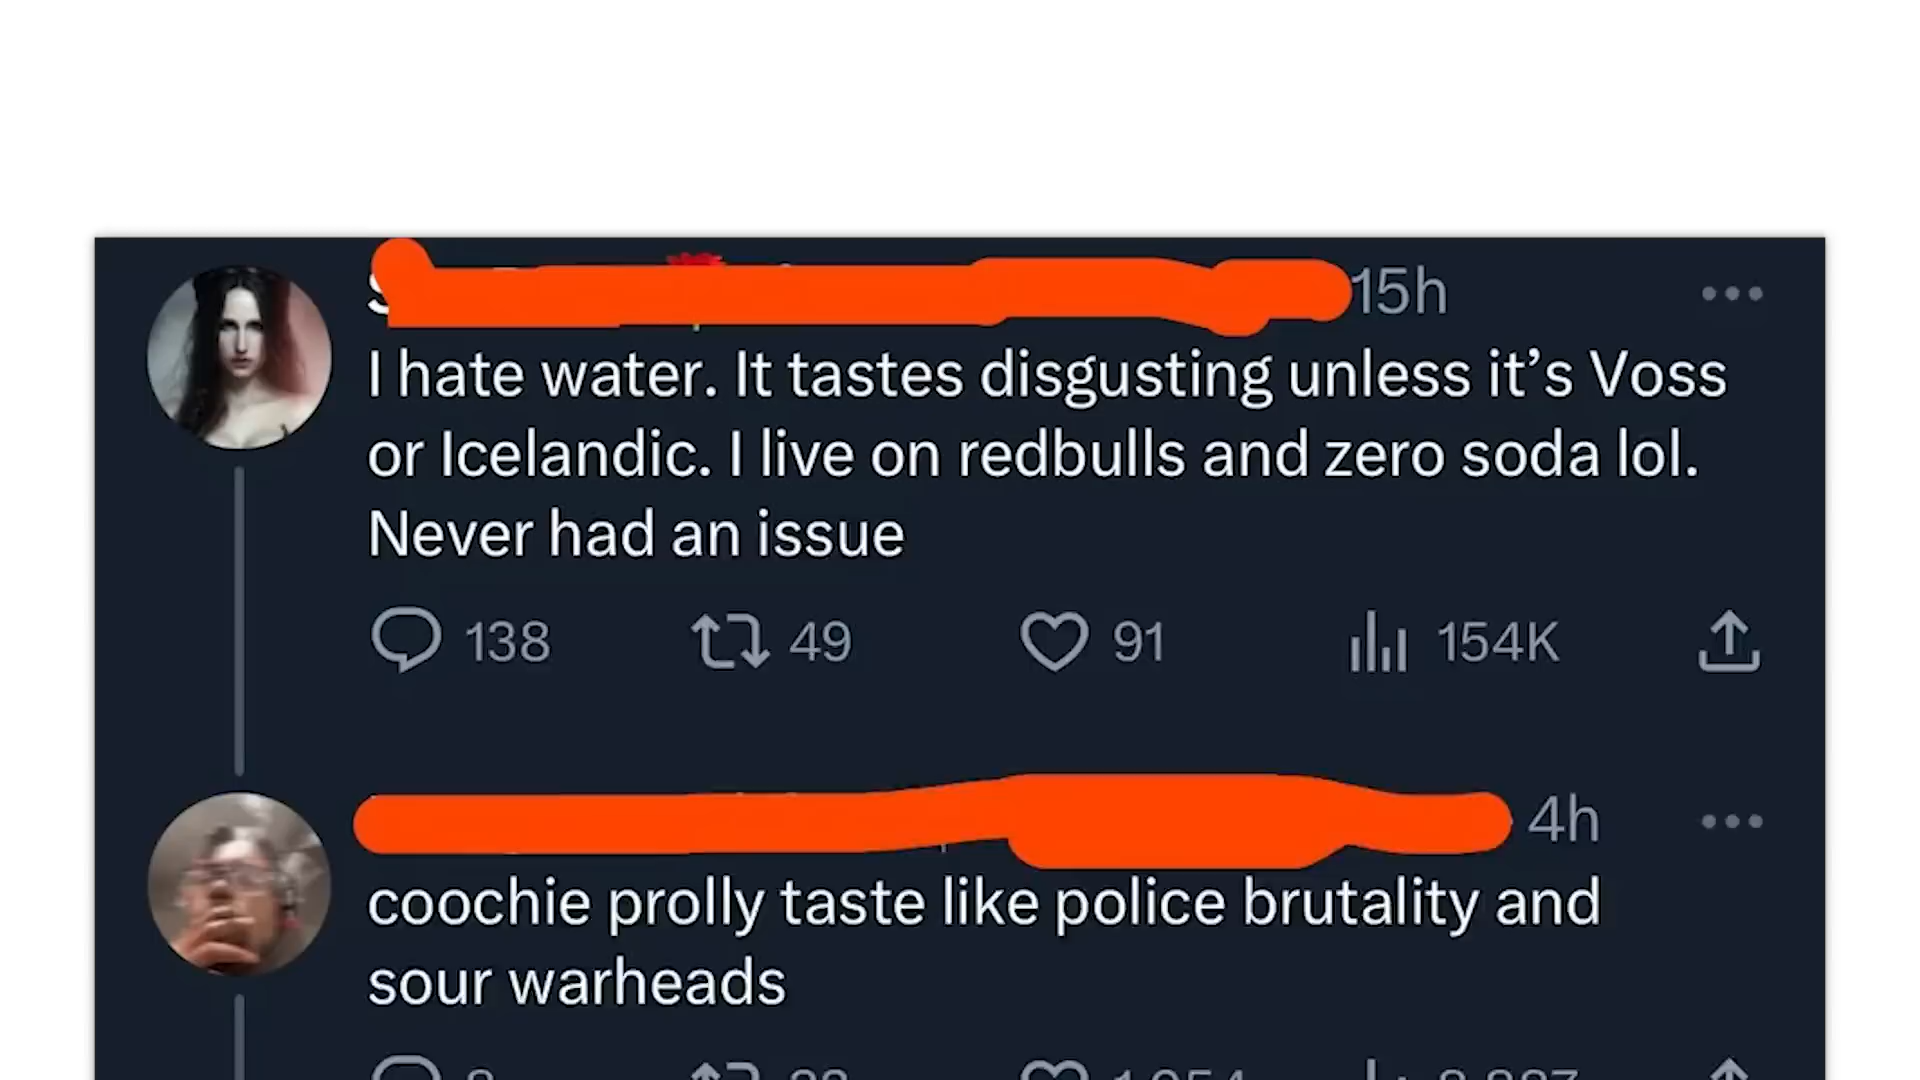 15h
I hate water. It tastes disgusting unless it’s Voss
or Icelandic. I live on redbulls and zero soda lol.
Never had an issue
138 49 91 154K
4h
coochie prolly taste like police brutality and
sour warheads